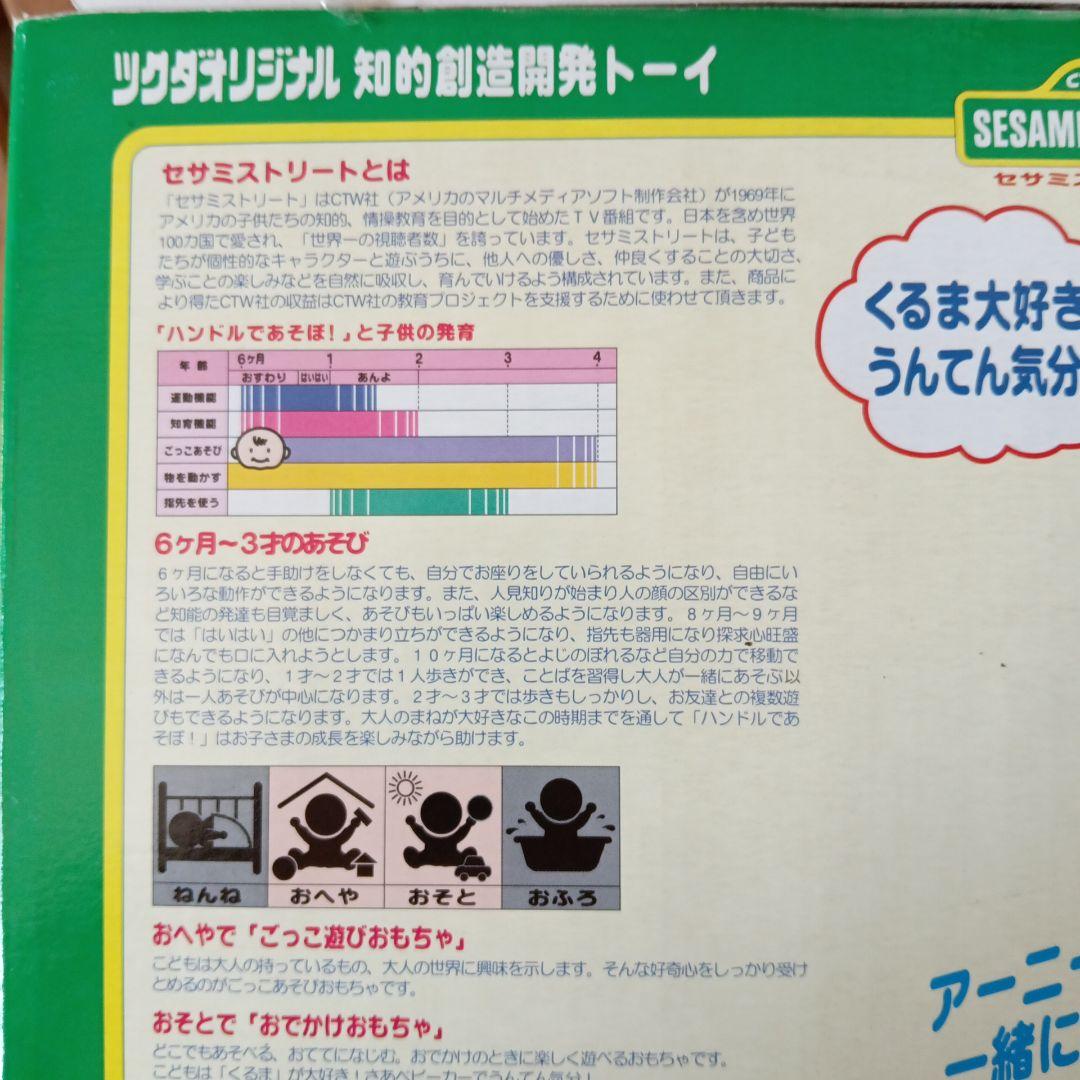 ツクダオリジナル 知的創造開発トーイ
SESAM
セサミス
セサミストリートとは
「セサミストリート」はCTW社（アメリカのマルチメディアソフト制作会社）が1969年に
アメリカの子供たちの知的、情操教育を目的として始めたＴＶ番組です。日本を含め世界
100カ国で愛され、「世界一の視聴者数」を誇っています。セサミストリートは、子ども
たちが個性的なキャラクターと遊ぶうちに、他人への優しさ、仲良くすることの大切さ、
学ぶことの楽しみなどを自然に吸収し、育んでいけるよう構成されています。また、商品に
より得たCTW社の収益はCTW社の教育プロジェクトを支援するために使わせて頂きます。
くるま大好き
うんてん気分
「ハンドルであそぼ！」と子供の発育
年齢 6ヶ月 1 2 3 4
おすわり はいはい あんよ
運動機能
知育機能
ごっこあそび
物を動かす
指先を使う
6ヶ月〜3才のあそび
６ヶ月になると手助けをしなくても、自分でお座りをしていられるようになり、自由にい
ろいろな動作ができるようになります。また、人見知りが始まり人の顔の区別ができるな
ど知能の発達も目覚ましく、あそびもいっぱい楽しめるようになります。８ヶ月〜９ヶ月
では「はいはい」の他につかまり立ちができるようになり、指先も器用になり探求心旺盛
になんでも口に入れようとします。１０ヶ月になるとよじのぼれるなど自分の力で移動で
きるようになり、１才〜２才では１人歩きができ、ことばを習得し大人が一緒にあそぶ以
外は一人あそびが中心になります。２才〜３才では歩きもしっかりし、お友達との複数遊
びもできるようになります。大人のまねが大好きなこの時期までを通して「ハンドルであ
そぼ！」はお子さまの成長を楽しみながら助けます。
ねんね おへや おそと おふろ
おへやで「ごっこ遊びおもちゃ」
こどもは大人の持っているもの、大人の世界に興味を示します。そんな好奇心をしっかり受け
とめるのがごっこあそびおもちゃです。
おそとで「おでかけおもちゃ」
どこでもあそべる、おててになじむ。おでかけのときに楽しく遊べるおもちゃです。
こどもは「くるま」が大好き！さあベビーカーでうんてん気分！
アーニー
一緒に